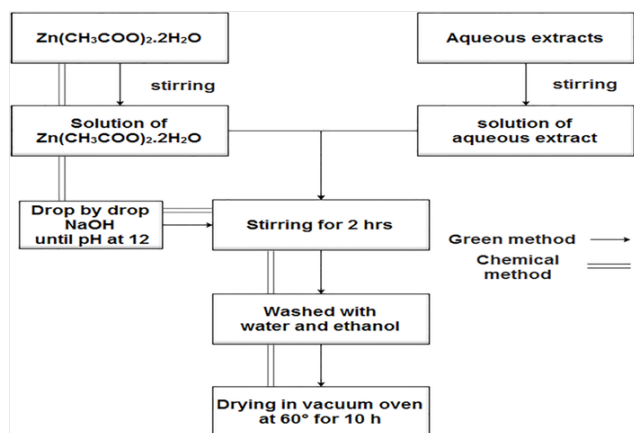 Zn(CH3COO)2.2H2O
Aqueous extracts
stirring
stirring
Solution of
Zn(CH3COO)2.2H2O
solution of
aqueous extract
Drop by drop
NaOH
until pH at 12
Stirring for 2 hrs
Green method
Chemical
method
Washed with
water and ethanol
Drying in vacuum oven
at 60° for 10 h